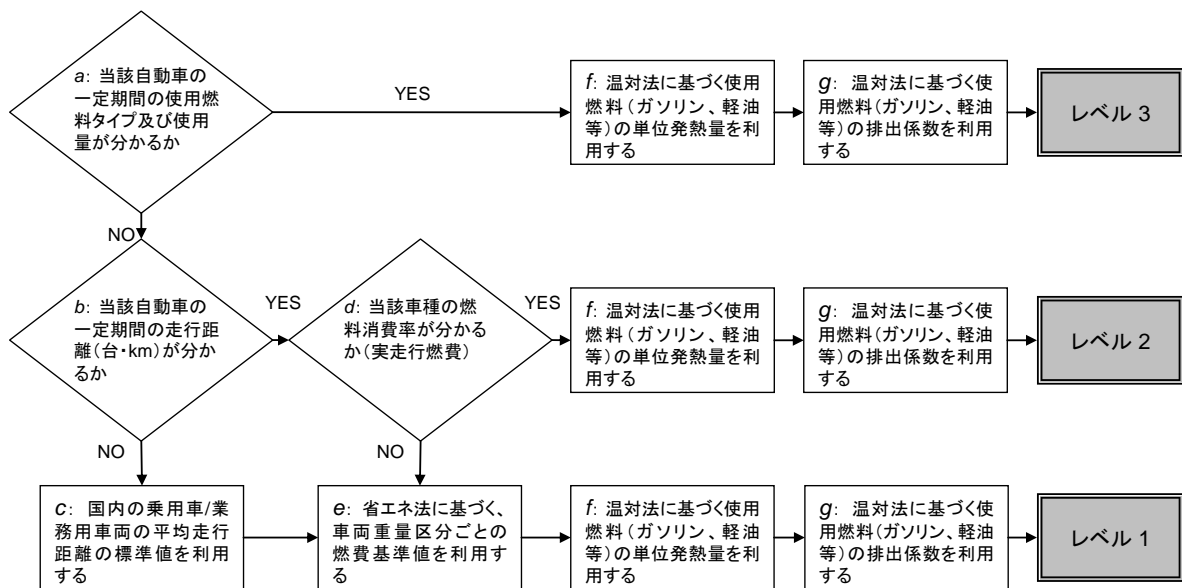 a: 当該自動車の
一定期間の使用燃
料タイプ及び使用
量が分かるか
YES
f: 温対法に基づく使用
燃料(ガソリン、軽油
等)の単位発熱量を利
用する
g: 温対法に基づく使
用燃料(ガソリン、軽油
等)の排出係数を利用
する
レベル 3
NO
b: 当該自動車の
一定期間の走行距
離(台・km)が分か
るか
YES
d: 当該車種の燃
料消費率が分かる
か(実走行燃費)
YES
f: 温対法に基づく使用
燃料(ガソリン、軽油
等)の単位発熱量を利
用する
g: 温対法に基づく使
用燃料(ガソリン、軽油
等)の排出係数を利用
する
レベル 2
NO
NO
c: 国内の乗用車/業
務用車両の平均走行
距離の標準値を利用
する
e: 省エネ法に基づく、
車両重量区分ごとの
燃費基準値を利用す
る
f: 温対法に基づく使用
燃料(ガソリン、軽油
等)の単位発熱量を利
用する
g: 温対法に基づく使
用燃料(ガソリン、軽油
等)の排出係数を利用
する
レベル 1